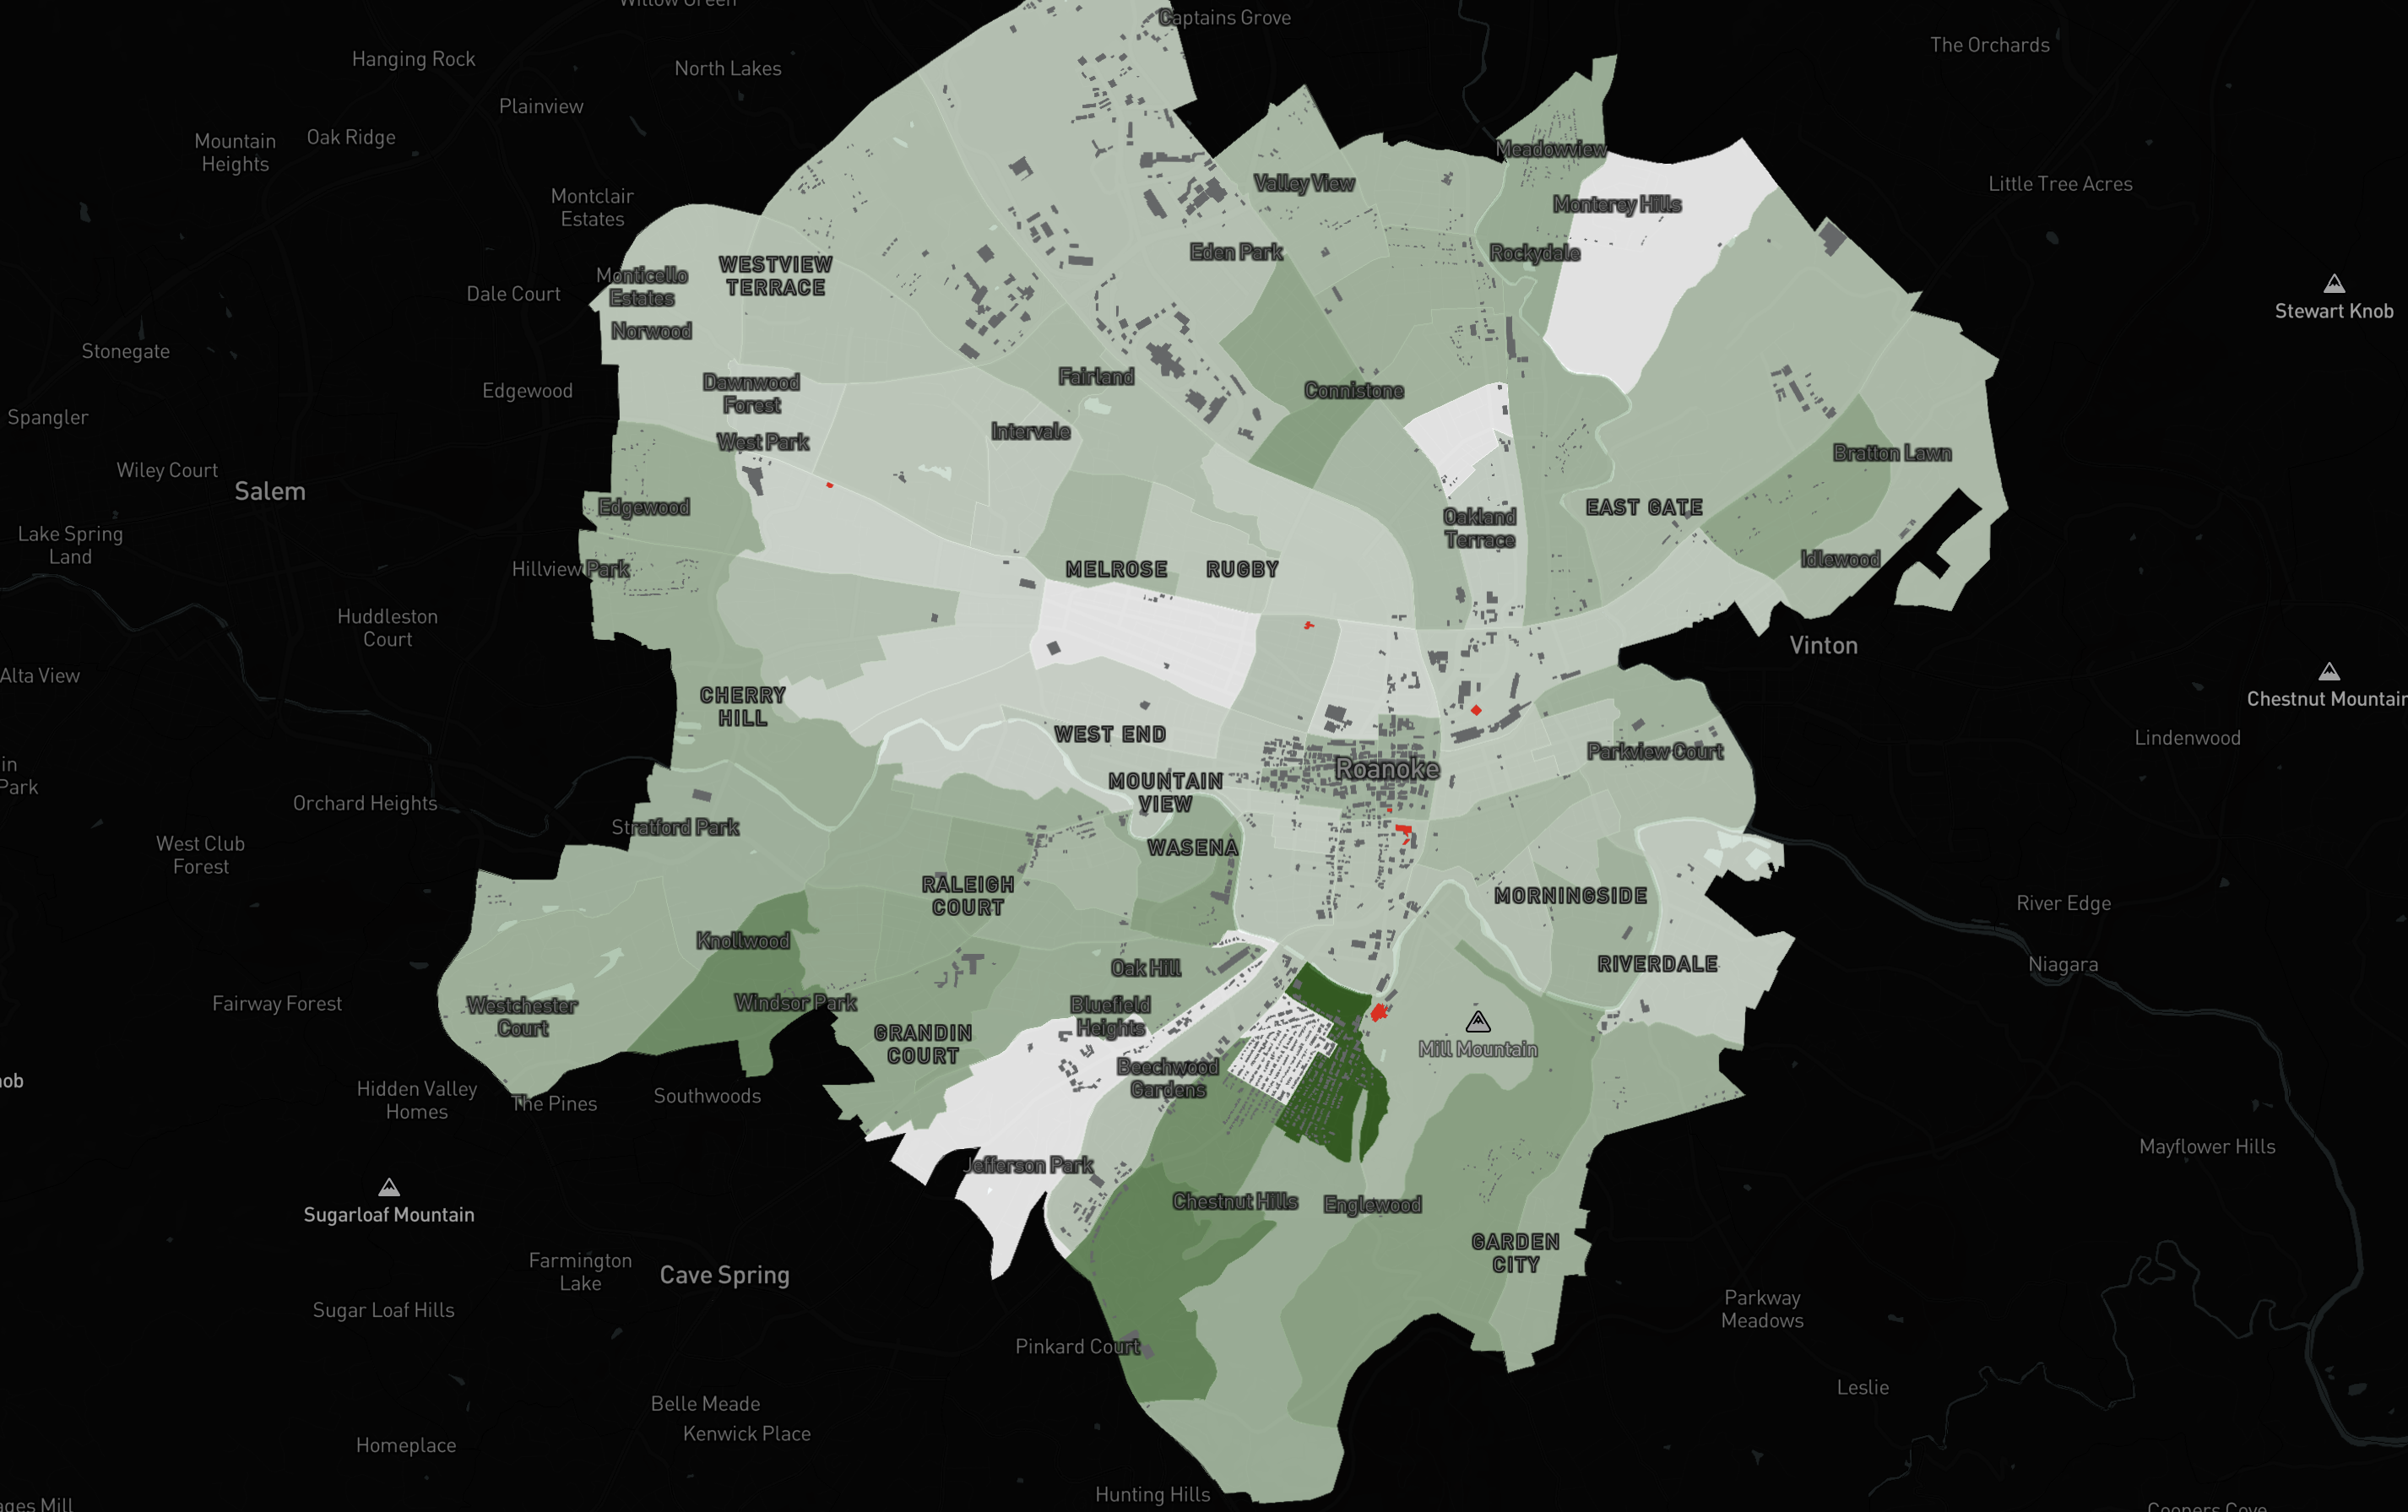 Willow Green
Captains Grove
The Orchards
Hanging Rock
North Lakes
Plainview
Mountain
Heights
Oak Ridge
Meadowview
Valley View
Little Tree Acres
Montclair
Estates
Monterey Hills
Eden Park
Rockydale
WESTVIEW
TERRACE
Monticello
Estates
Dale Court
Stewart Knob
Norwood
Stonegate
Fairland
Dawnwood
Forest
Connistone
Edgewood
Spangler
Intervale
West Park
Bratton Lawn
Wiley Court
Salem
Edgewood
EAST GATE
Oakland
Terrace
Lake Spring
Land
Idlewood
Hillview Park
MELROSE
RUGBY
Huddleston
Court
Vinton
Alta View
CHERRY
HILL
Chestnut Mountain
WEST END
Lindenwood
Parkview Court
in
Park
Roanoke
MOUNTAIN
VIEW
Orchard Heights
Stratford Park
West Club
Forest
WASENA
RALEIGH
COURT
MORNINGSIDE
River Edge
Knollwood
Oak Hill
RIVERDALE
Niagara
Fairway Forest
Windsor Park
Westchester
Court
Bluefield
Heights
GRANDIN
COURT
Mill Mountain
Beechwood
Gardens
ob
Hidden Valley
Homes
The Pines
Southwoods
Mayflower Hills
Jefferson Park
Chestnut Hills
Englewood
Sugarloaf Mountain
GARDEN
CITY
Farmington
Lake
Cave Spring
Sugar Loaf Hills
Parkway
Meadows
Pinkard Court
Leslie
Belle Meade
Kenwick Place
Homeplace
Hunting Hills
ages Mill
Coopers Cove